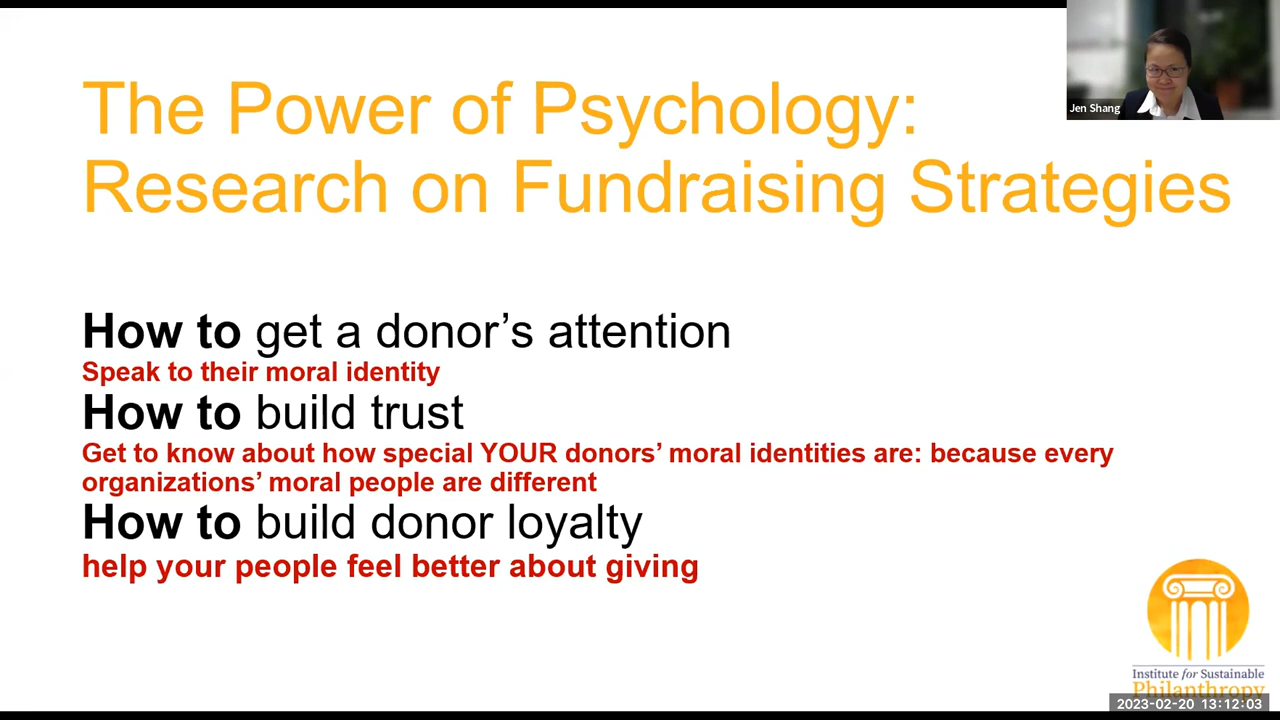 The Power of Psychology:
Research on Fundraising Strategies
Jen Shang
How to get a donor’s attention
Speak to their moral identity
How to build trust
Get to know about how special YOUR donors’ moral identities are: because every
organizations’ moral people are different
How to build donor loyalty
help your people feel better about giving
Institute for Sustainable
Philanthropy
2023-02-20 13:12:03